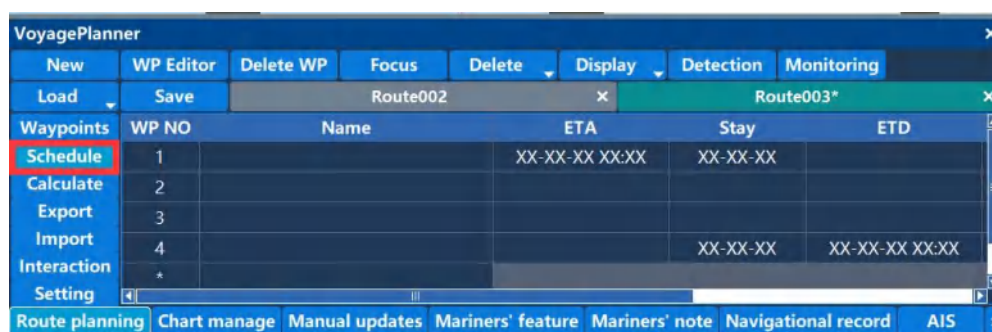 VoyagePlanner ×
New WP Editor Delete WP Focus Delete Display Detection Monitoring
Load Save Route002 × Route003* ×
Waypoints WP NO Name ETA Stay ETD
Schedule 1 XX-XX-XX XX:XX XX-XX-XX
Calculate 2
Export 3
Import 4 XX-XX-XX XX-XX-XX XX:XX
Interaction *
Setting
Route planning Chart manage Manual updates Mariners' feature Mariners' note Navigational record AIS